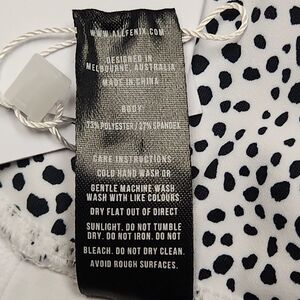 WWW.ALLFENIX.COM
DESIGNED IN
MELBOURNE, AUSTRALIA
MADE IN CHINA
BODY:
73% POLYESTER / 27% SPANDEX
CARE INSTRUCTIONS
COLD HAND WASH OR
GENTLE MACHINE WASH
WASH WITH LIKE COLOURS.
DRY FLAT OUT OF DIRECT
SUNLIGHT. DO NOT TUMBLE
DRY. DO NOT IRON. DO NOT
BLEACH. DO NOT DRY CLEAN.
AVOID ROUGH SURFACES.